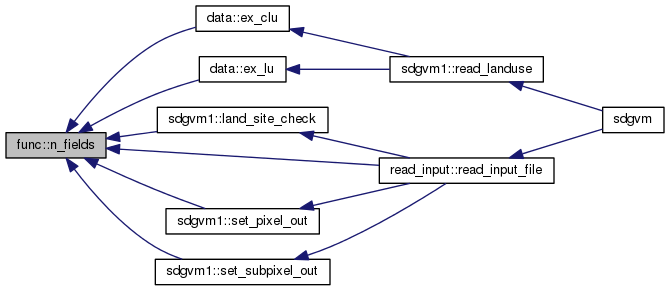 data::ex_clu
data::ex_lu
sdgvm1::read_landuse
sdgvm1::land_site_check
sdgvm
func::n_fields
read_input::read_input_file
sdgvm1::set_pixel_out
sdgvm1::set_subpixel_out